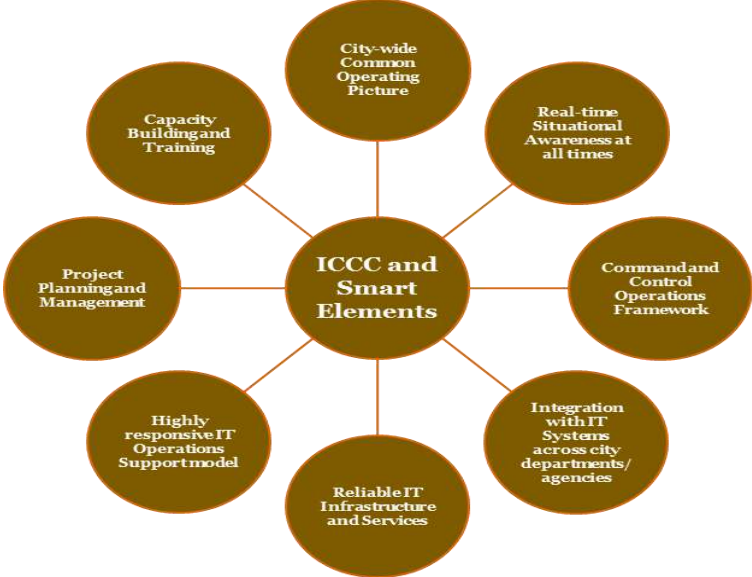 City-wide
Common
Operating
Picture
Real-time
Situational
Awareness at
all times
Command and
Control
Operations
Framework
Integration
with IT
Systems
across city
departments/
agencies
Reliable IT
Infrastructure
and Services
Highly
responsive IT
Operations
Support model
Project
Planning and
Management
Capacity
Building and
Training
ICCC and
Smart
Elements